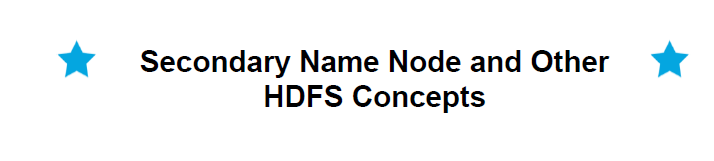 Secondary Name Node and Other
HDFS Concepts